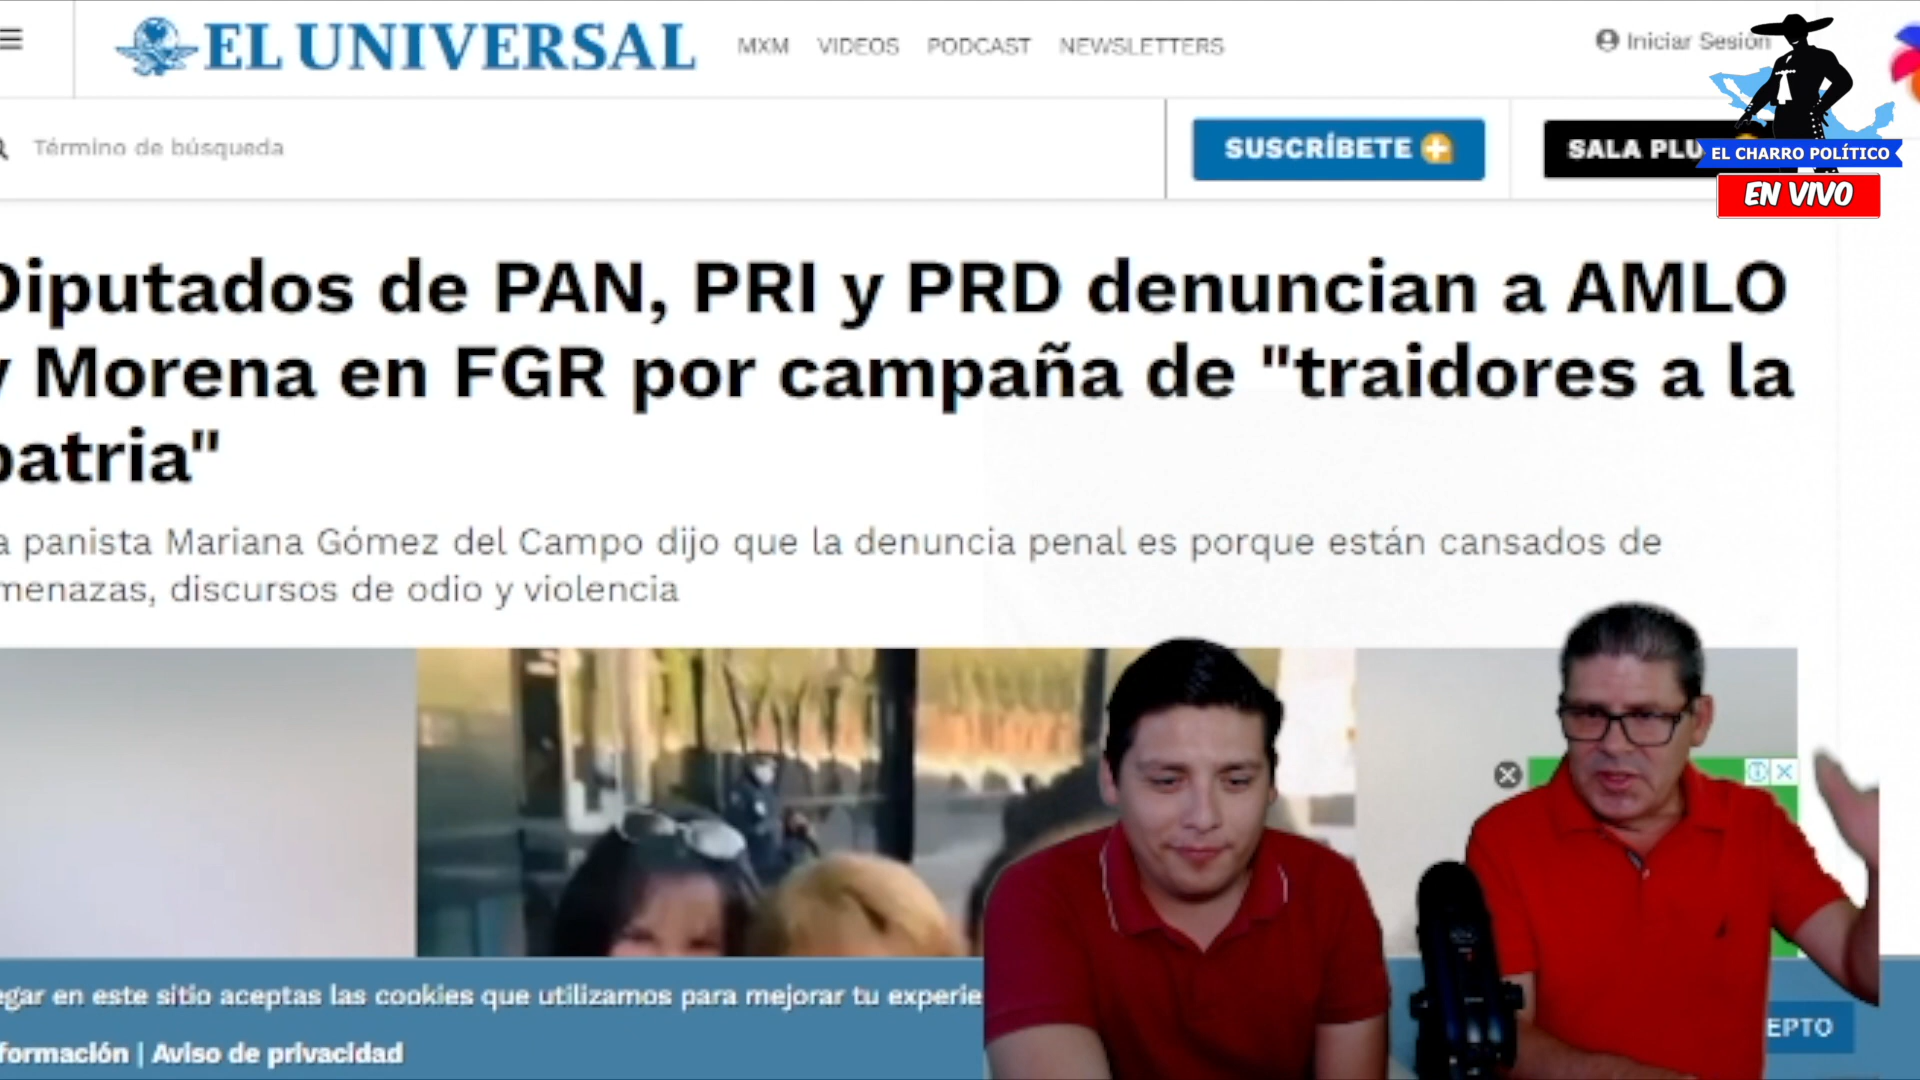 EL UNIVERSAL MXM VIDEOS PODCAST NEWSLETTERS Iniciar Sesión
Término de búsqueda SUSCRÍBETE SALA PLU
EL CHARRO POLÍTICO
EN VIVO
Diputados de PAN, PRI y PRD denuncian a AMLO
y Morena en FGR por campaña de "traidores a la
patria"
a panista Mariana Gómez del Campo dijo que la denuncia penal es porque están cansados de
menazas, discursos de odio y violencia
egar en este sitio aceptas las cookies que utilizamos para mejorar tu experie
formación | Aviso de privacidad
EPTO